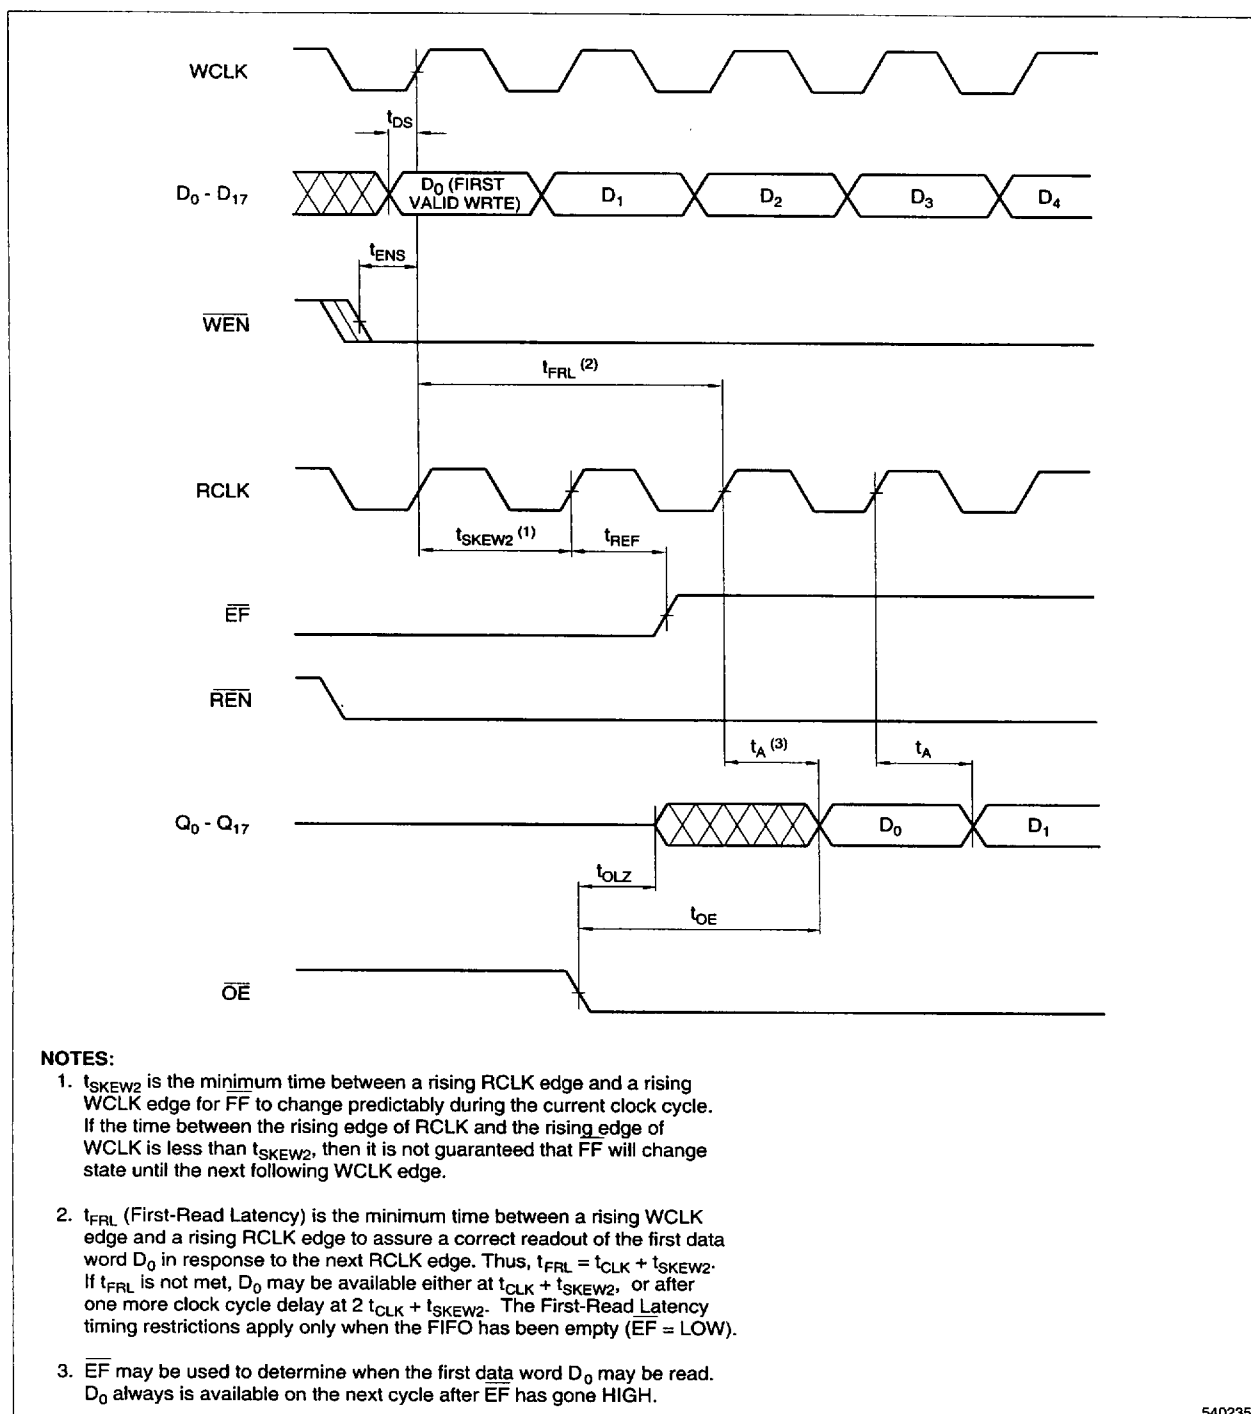 WCLK
tDS
D0 - D17
D0 (FIRST
VALID WRTE)
D1
D2
D3
D4
tENS
WEN
tFRL (2)
RCLK
tSKEW2 (1)
tREF
EF
REN
tA (3)
tA
Q0 - Q17
D0
D1
tOLZ
tOE
OE
NOTES:
1. tSKEW2 is the minimum time between a rising RCLK edge and a rising
WCLK edge for FF to change predictably during the current clock cycle.
If the time between the rising edge of RCLK and the rising edge of
WCLK is less than tSKEW2, then it is not guaranteed that FF will change
state until the next following WCLK edge.
2. tFRL (First-Read Latency) is the minimum time between a rising WCLK
edge and a rising RCLK edge to assure a correct readout of the first data
word D0 in response to the next RCLK edge. Thus, tFRL = tCLK + tSKEW2.
If tFRL is not met, D0 may be available either at tCLK + tSKEW2, or after
one more clock cycle delay at 2 tCLK + tSKEW2. The First-Read Latency
timing restrictions apply only when the FIFO has been empty (EF = LOW).
3. EF may be used to determine when the first data word D0 may be read.
D0 always is available on the next cycle after EF has gone HIGH.
540235